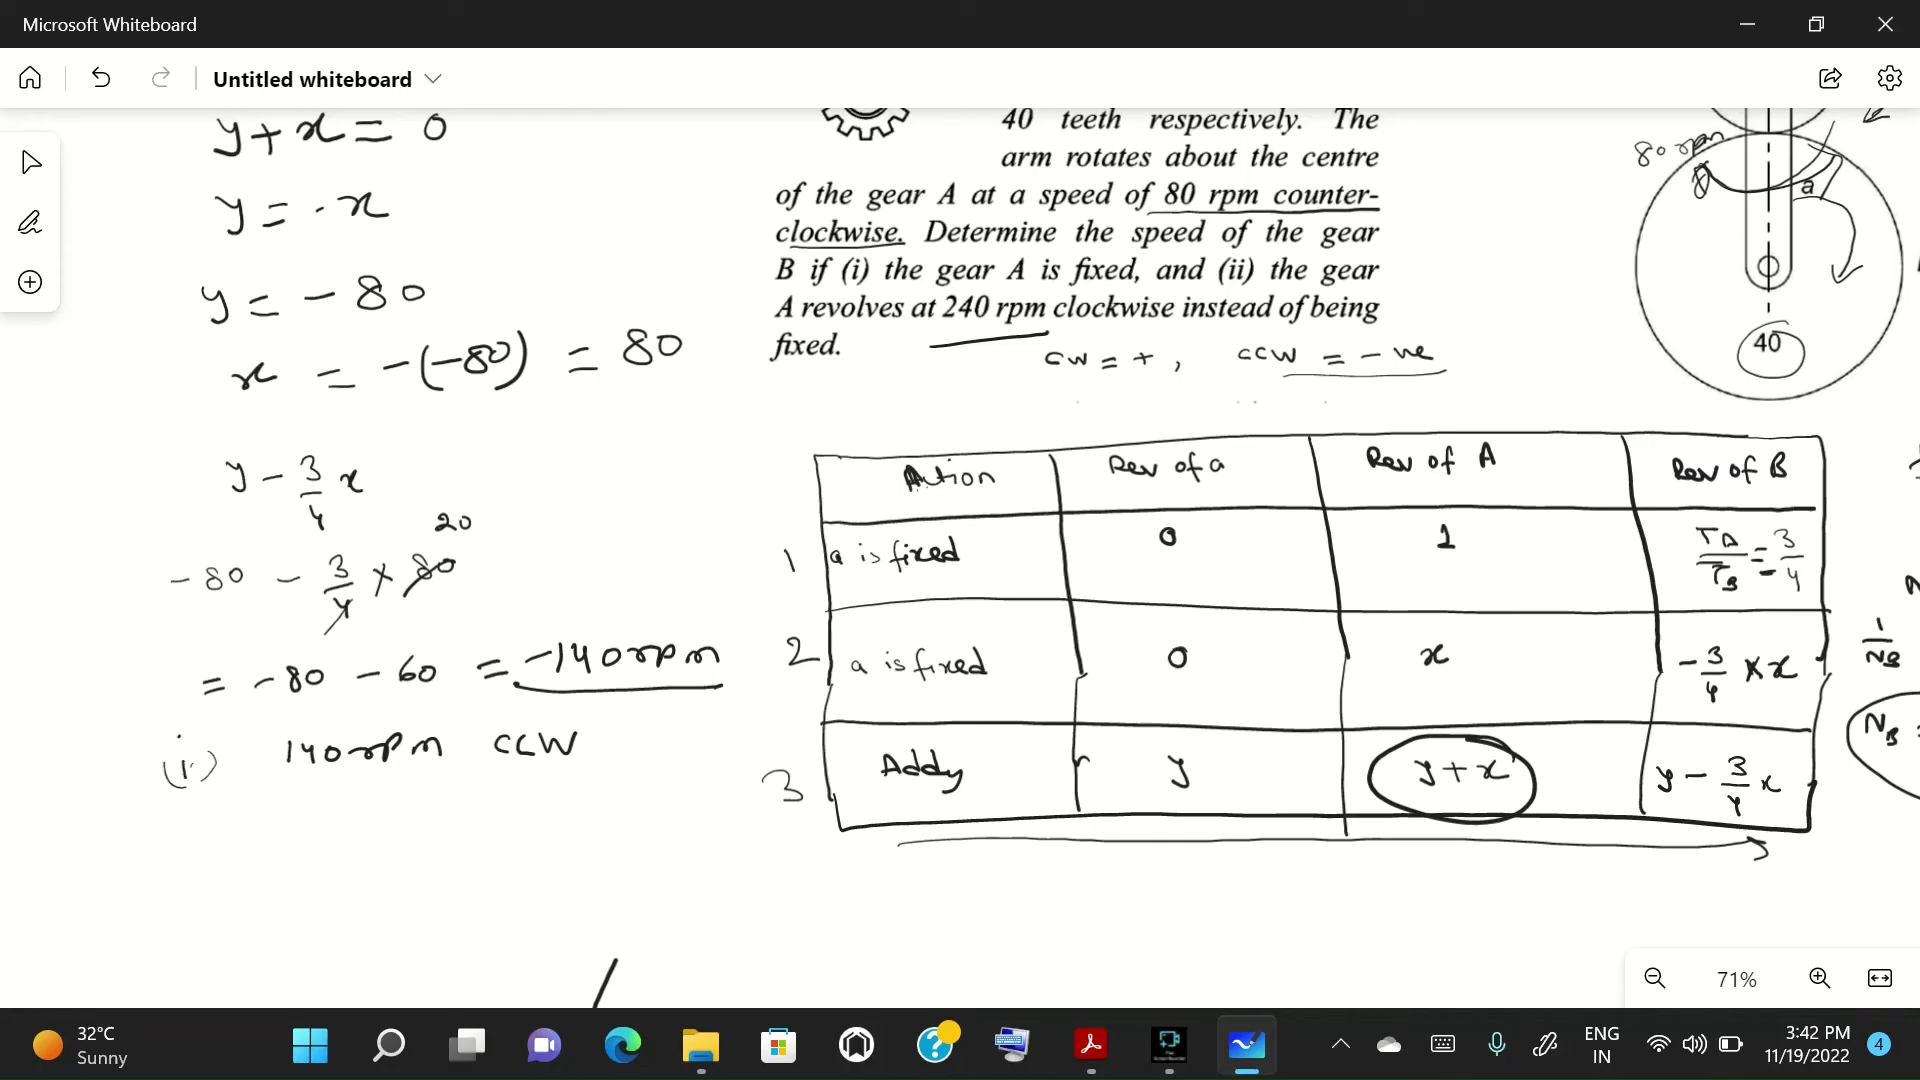 Microsoft Whiteboard
Untitled whiteboard
y + x = 0
y = - x
y = - 80
x = -(-80) = 80
y - 3/4 x
20
- 80 - 3/4 × 80
= - 80 - 60 = -140 rpm
(i) 140 rpm CCW
40 teeth respectively. The
arm rotates about the centre
of the gear A at a speed of 80 rpm counter-
clockwise. Determine the speed of the gear
B if (i) the gear A is fixed, and (ii) the gear
A revolves at 240 rpm clockwise instead of being
fixed.
cw = + , ccw = - ve
80 rpm
a
40
Action Rev of a Rev of A Rev of B
1 a is fixed 0 1 TA/TB = 3/4
2 a is fixed 0 x - 3/4 × x
3 Addy y y + x y - 3/4 x
1/NB
NB =
71%
32°C
Sunny
ENG
IN
3:42 PM
11/19/2022
4